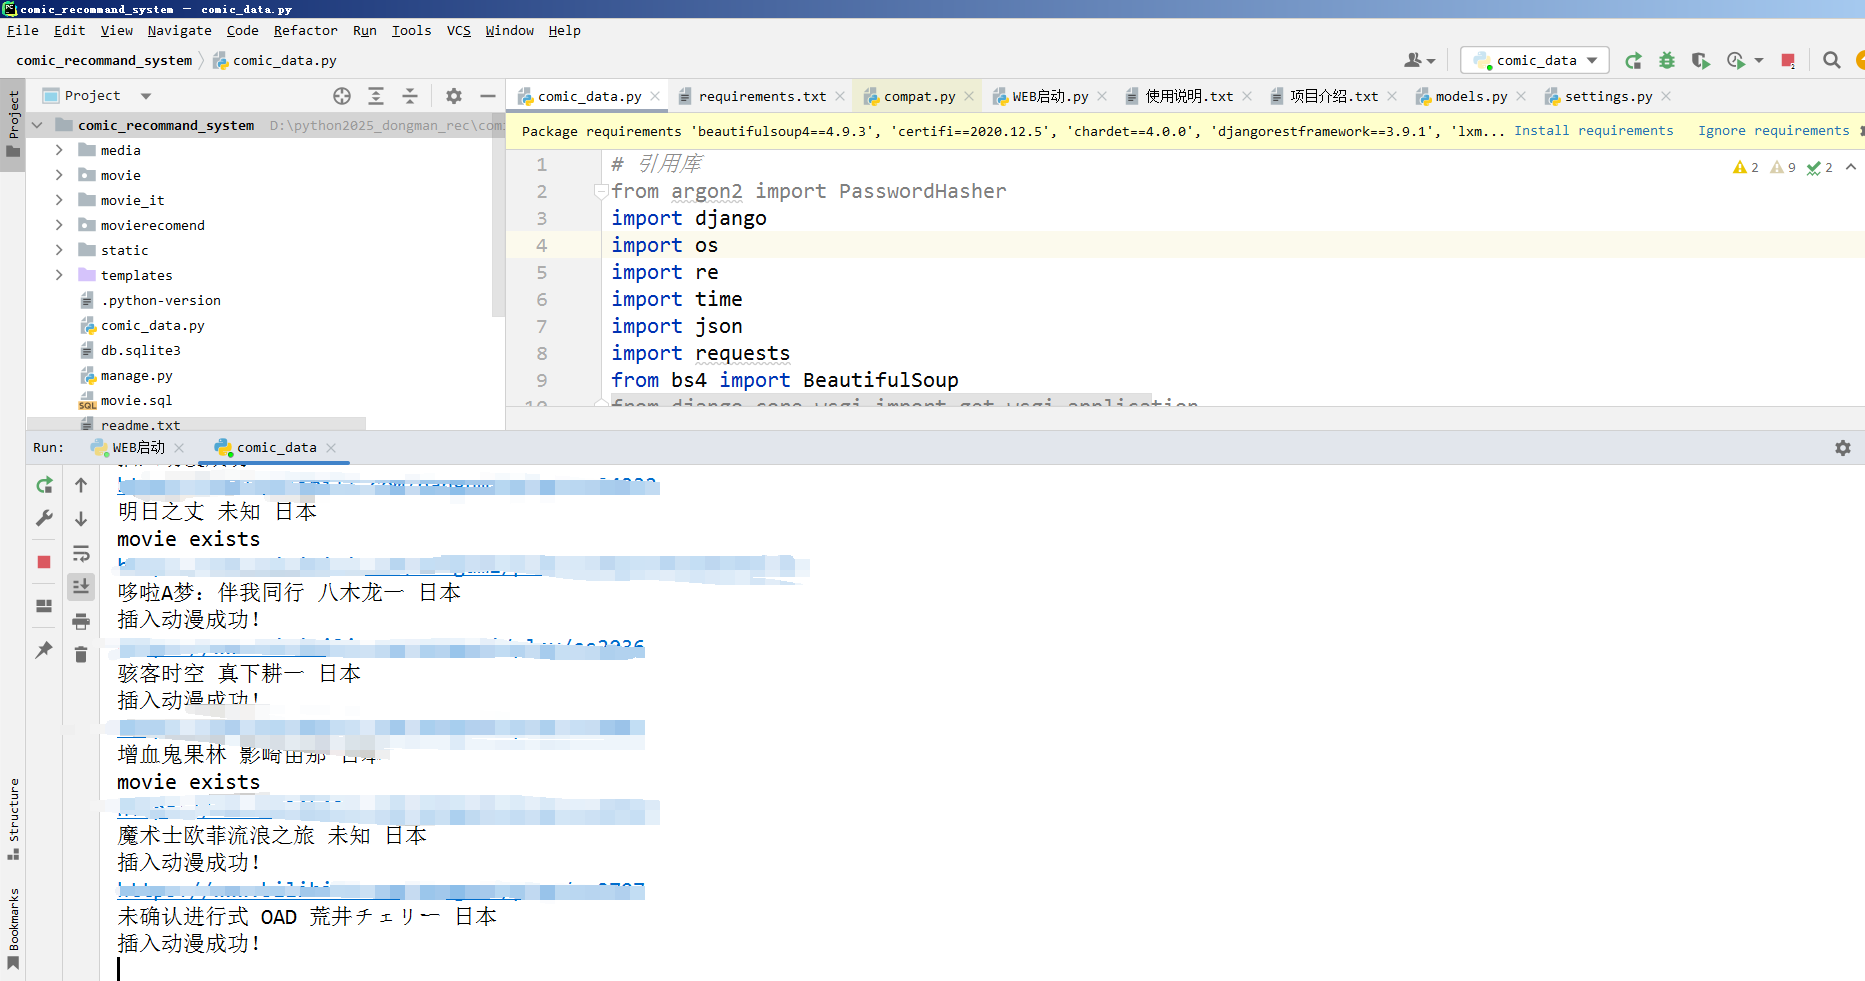 comic_recommand_system – comic_data.py
File Edit View Navigate Code Refactor Run Tools VCS Window Help
comic_recommand_system comic_data.py
comic_data
Project
Project
comic_data.py requirements.txt compat.py WEB启动.py 使用说明.txt 项目介绍.txt models.py settings.py
comic_recommand_system D:\python2025_dongman_rec\comi
media
movie
movie_it
movierecomend
static
templates
.python-version
comic_data.py
db.sqlite3
manage.py
movie.sql
readme.txt
Package requirements 'beautifulsoup4==4.9.3', 'certifi==2020.12.5', 'chardet==4.0.0', 'djangorestframework==3.9.1', 'lxm... Install requirements Ignore requirements
2 9 2
1 # 引用库
2 from argon2 import PasswordHasher
3 import django
4 import os
5 import re
6 import time
7 import json
8 import requests
9 from bs4 import BeautifulSoup
10 from django.core.wsgi import get_wsgi_application
Run: WEB启动 comic_data
明日之丈 未知 日本
movie exists
哆啦A梦：伴我同行 八木龙一 日本
插入动漫成功!
骇客时空 真下耕一 日本
插入动漫成功!
增血鬼果林 影崎由那 日本
movie exists
魔术士欧菲流浪之旅 未知 日本
插入动漫成功!
未确认进行式 OAD 荒井チェリー 日本
插入动漫成功!
Structure
Bookmarks